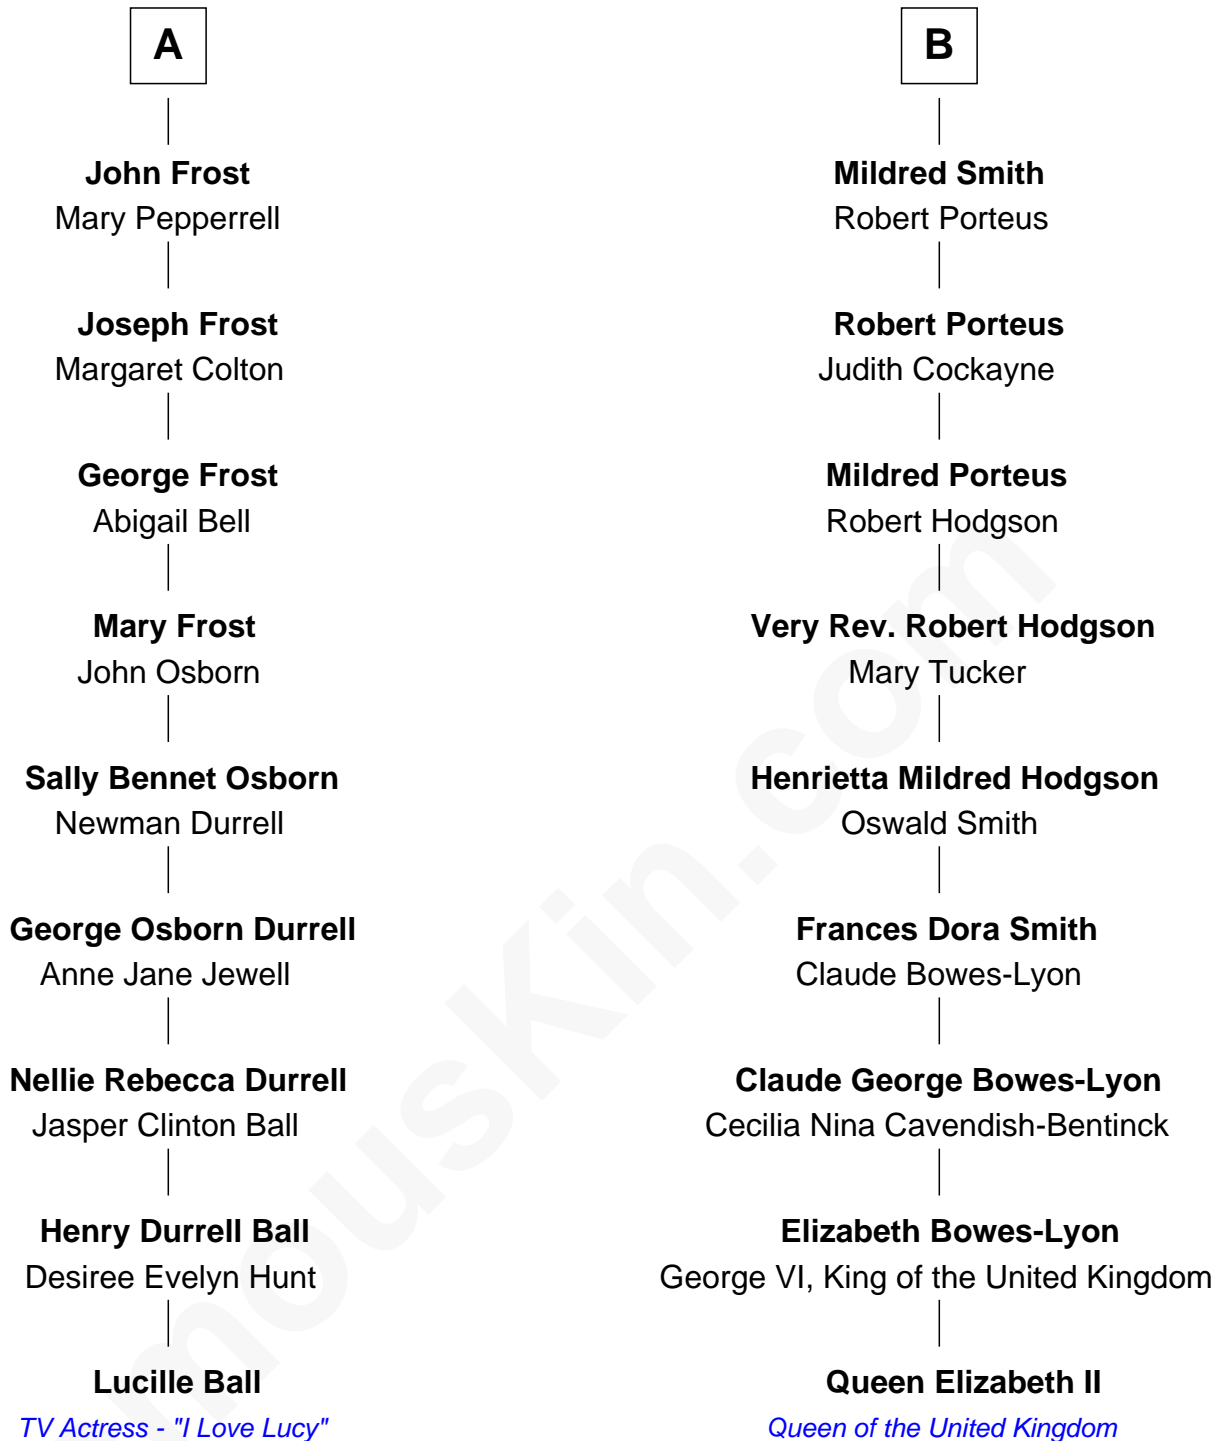 A
John Frost
Mary Pepperrell
Joseph Frost
Margaret Colton
George Frost
Abigail Bell
Mary Frost
John Osborn
Sally Bennet Osborn
Newman Durrell
George Osborn Durrell
Anne Jane Jewell
Nellie Rebecca Durrell
Jasper Clinton Ball
Henry Durrell Ball
Desiree Evelyn Hunt
Lucille Ball
TV Actress - "I Love Lucy"
B
Mildred Smith
Robert Porteus
Robert Porteus
Judith Cockayne
Mildred Porteus
Robert Hodgson
Very Rev. Robert Hodgson
Mary Tucker
Henrietta Mildred Hodgson
Oswald Smith
Frances Dora Smith
Claude Bowes-Lyon
Claude George Bowes-Lyon
Cecilia Nina Cavendish-Bentinck
Elizabeth Bowes-Lyon
George VI, King of the United Kingdom
Queen Elizabeth II
Queen of the United Kingdom
mousKin.com